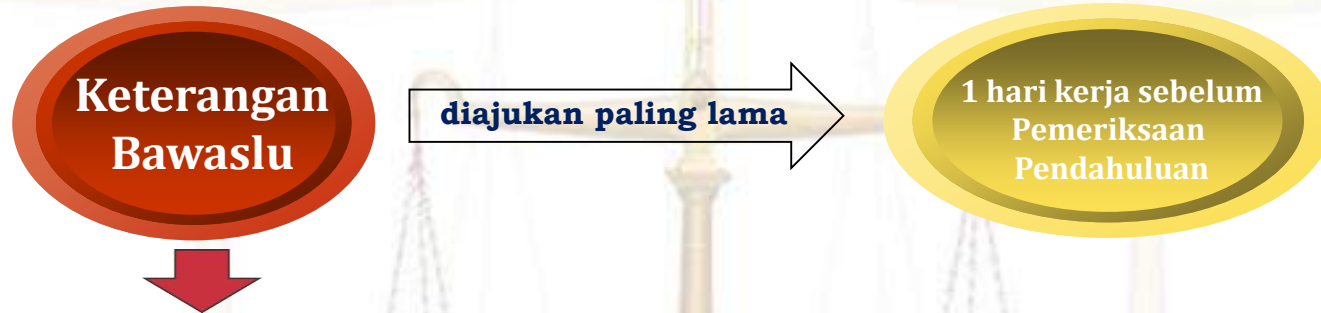 Keterangan
Bawaslu
diajukan paling lama
1 hari kerja sebelum
Pemeriksaan
Pendahuluan